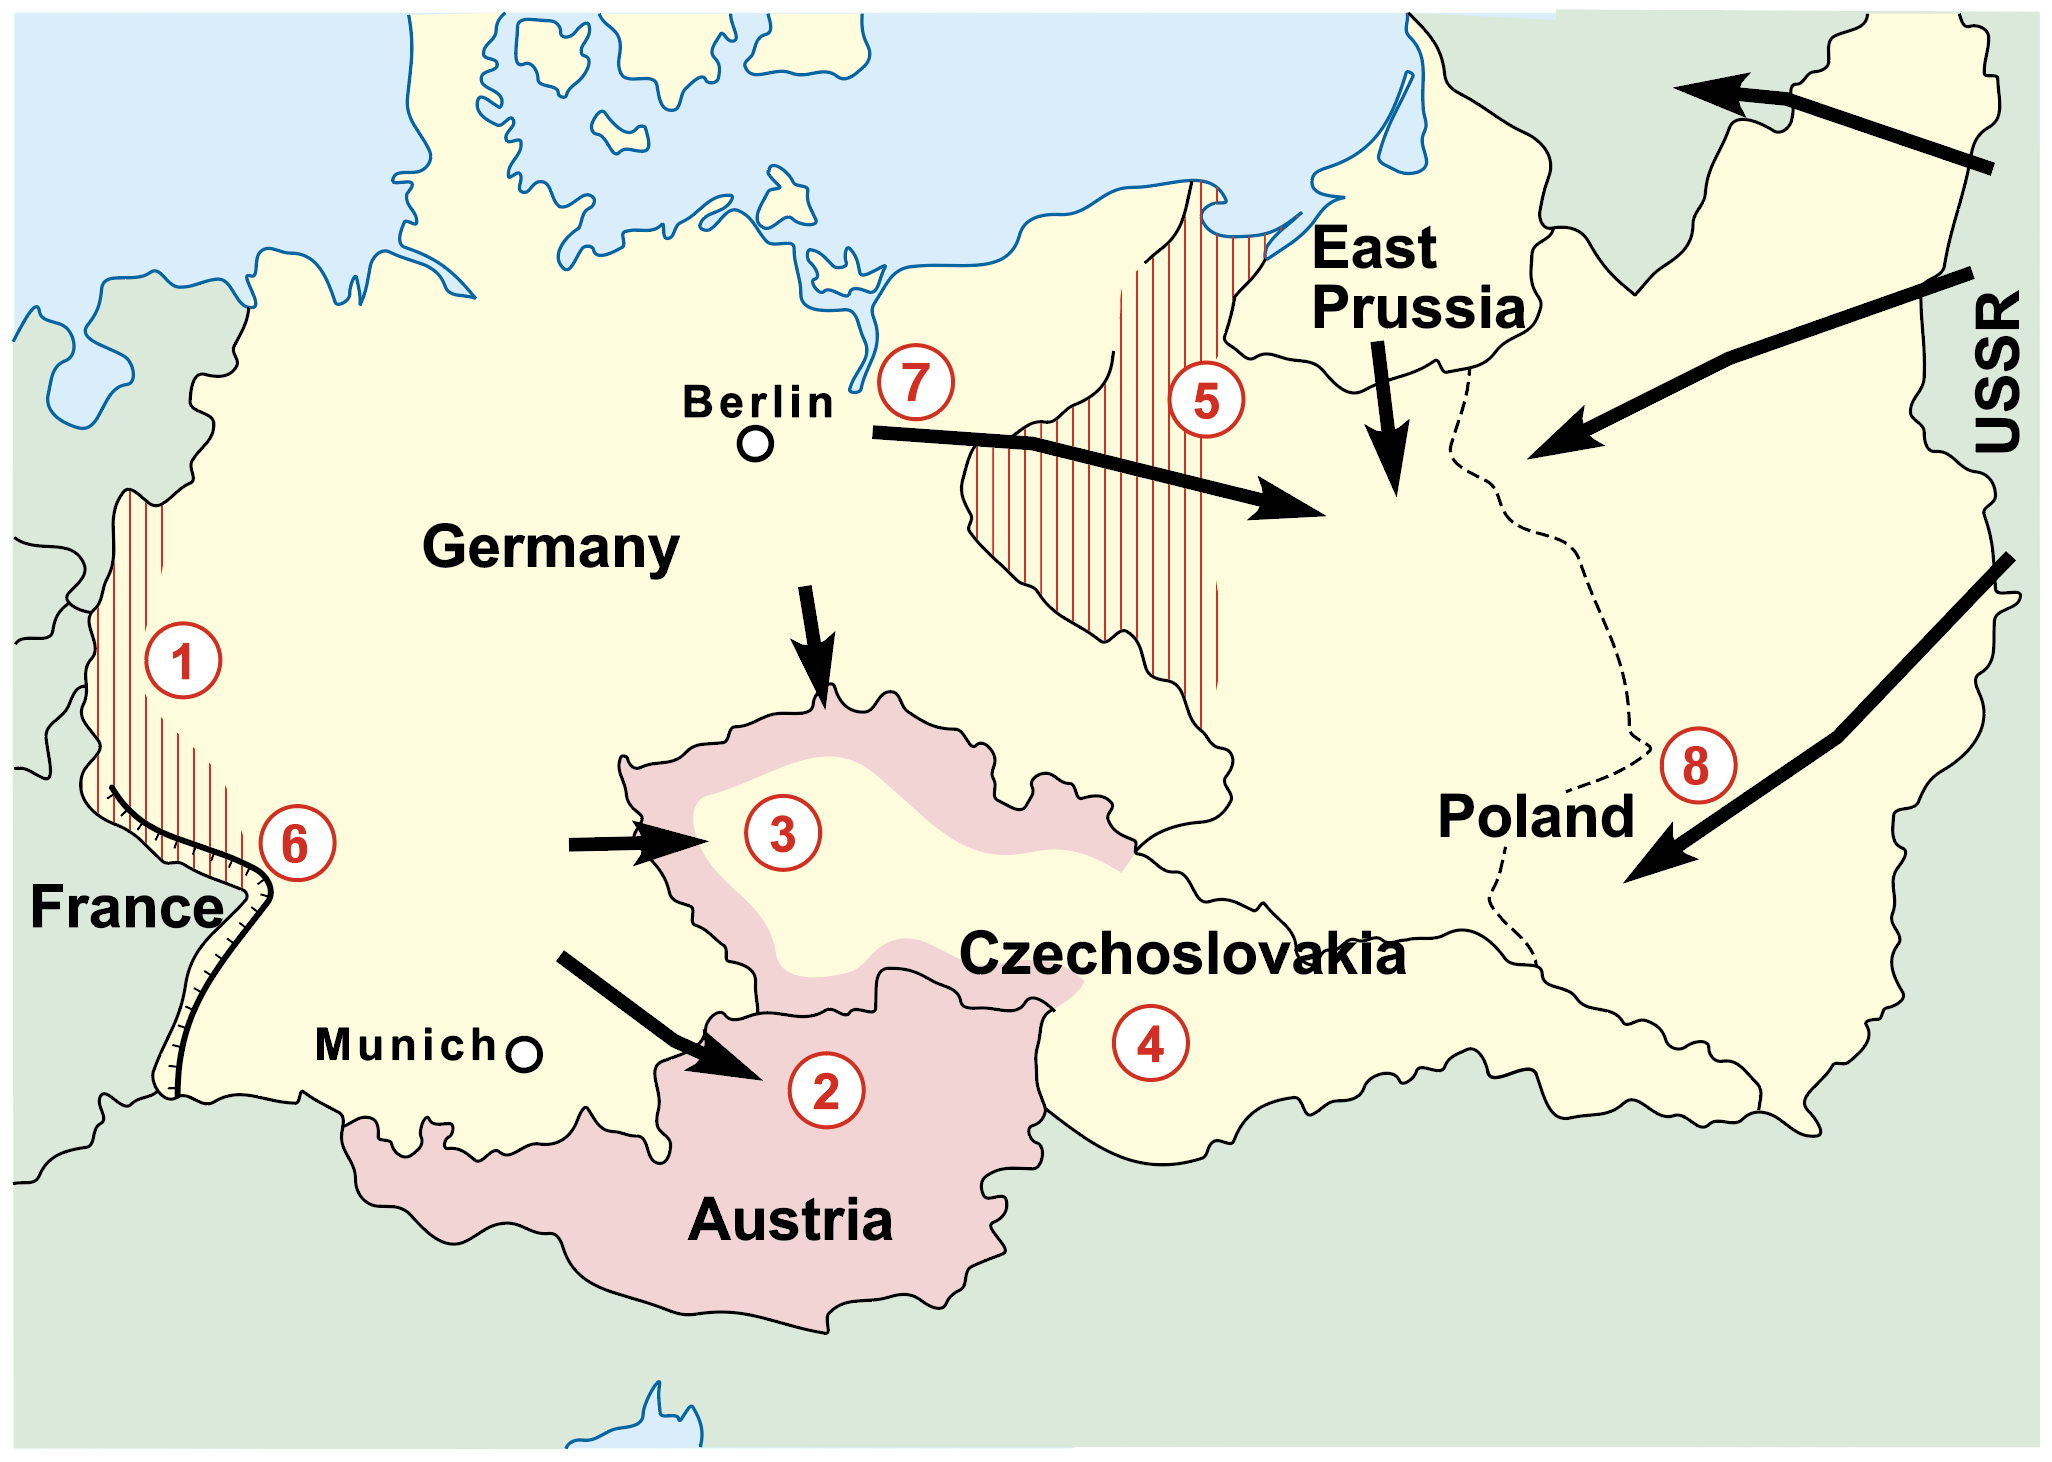 East
Prussia
USSR
7
5
Berlin
Germany
1
8
Poland
3
6
France
Czechoslovakia
4
Munich
2
Austria